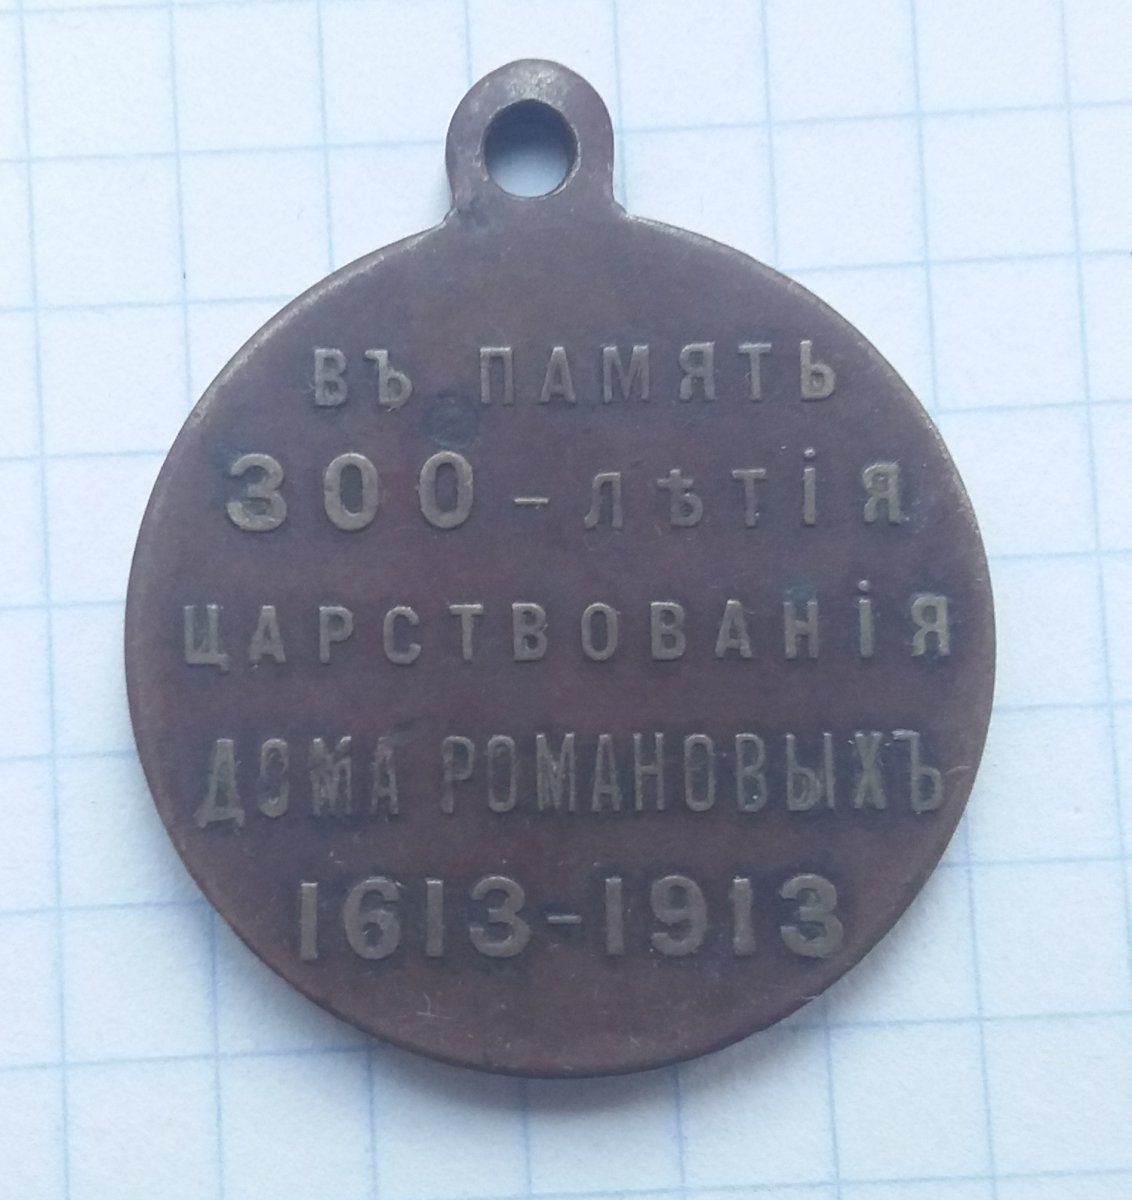 ВЪ ПАМЯТЬ
300-ЛѢТІЯ
ЦАРСТВОВАНІЯ
ДОМА РОМАНОВЫХЪ
1613-1913